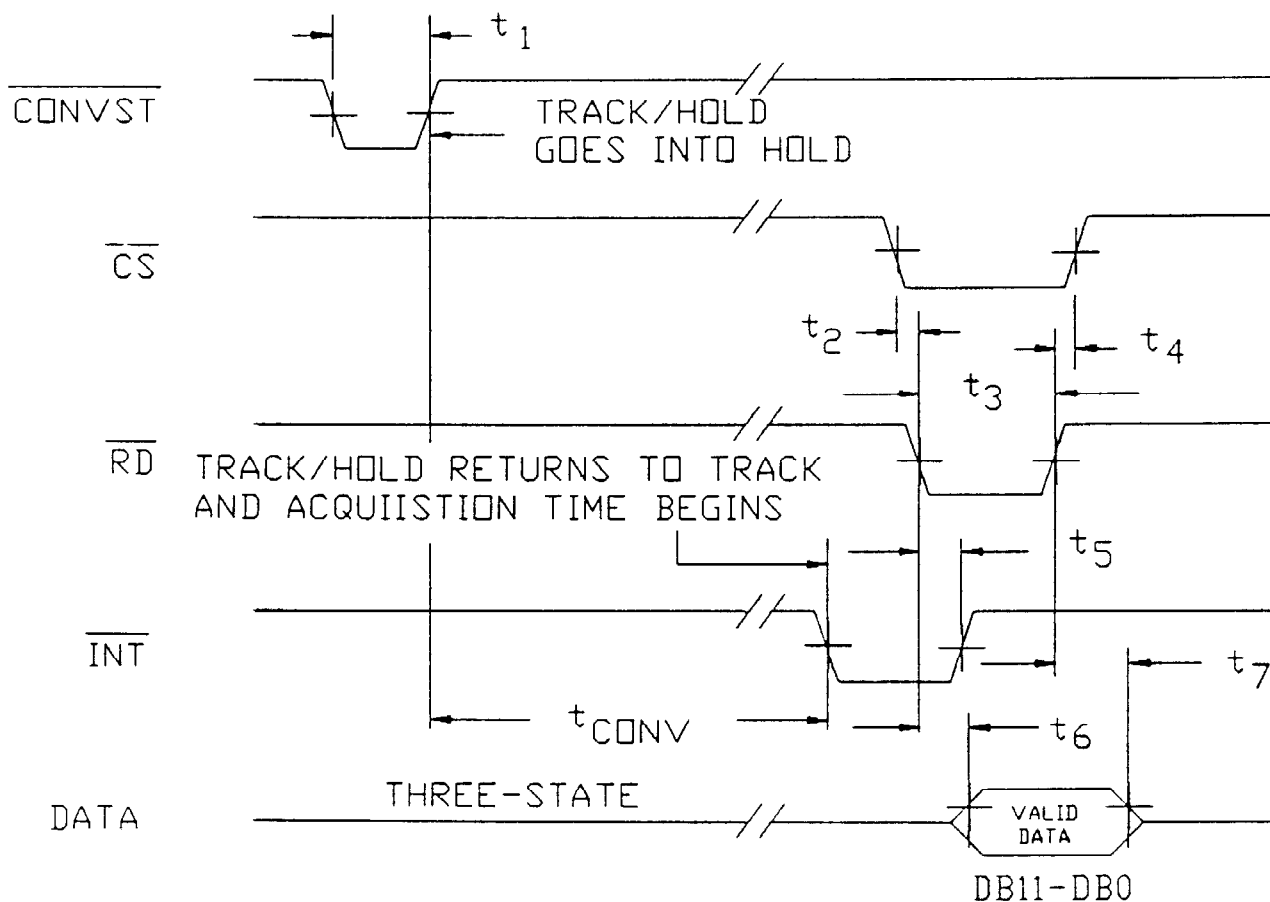 t1
CONVST
TRACK/HOLD
GOES INTO HOLD
CS
t2
t4
t3
RD
TRACK/HOLD RETURNS TO TRACK
AND ACQUIISTION TIME BEGINS
t5
INT
t7
tCONV
t6
THREE-STATE
DATA
VALID
DATA
DB11-DB0